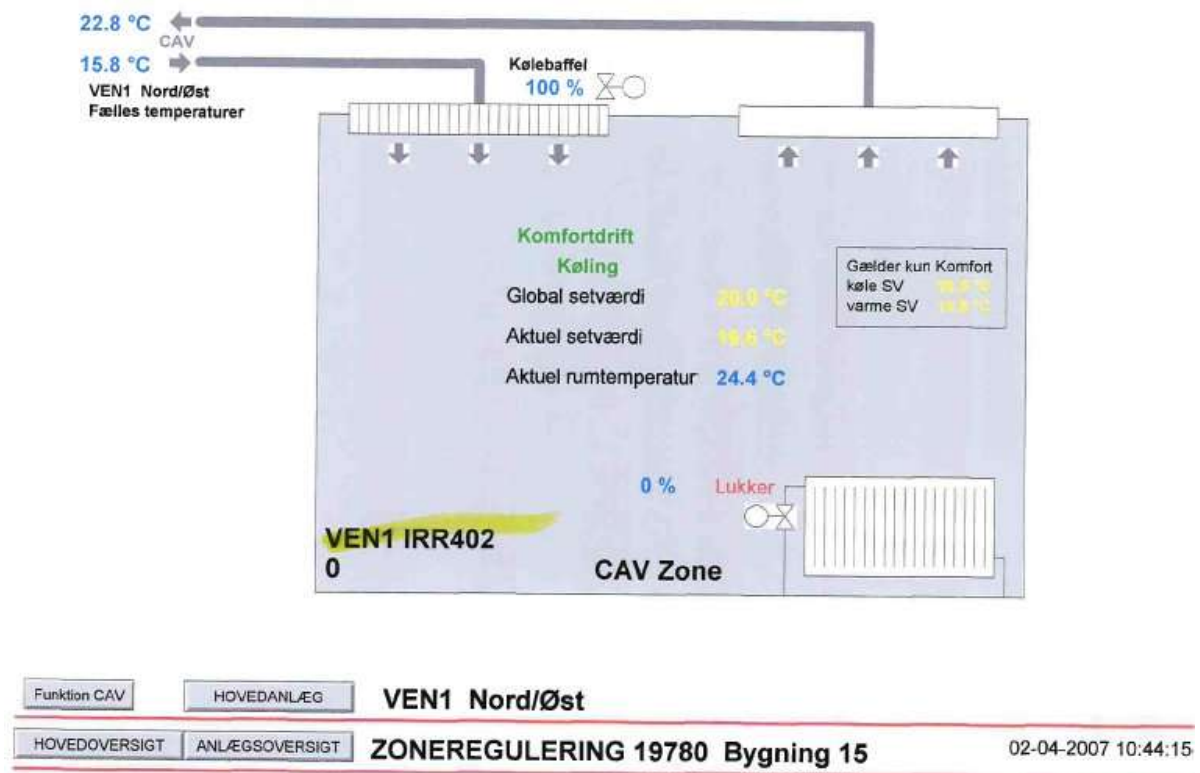 22.8 °C
CAV
15.8 °C
VEN1 Nord/Øst
Fælles temperaturer
Kølebaffel
100 %
Komfortdrift
Køling
Global setværdi 20.0 °C
Aktuel setværdi °C
Aktuel rumtemperatur 24.4 °C
Gælder kun Komfort
køle SV
varme SV
0 % Lukker
VEN1 IRR402
0
CAV Zone
Funktion CAV HOVEDANLÆG VEN1 Nord/Øst
HOVEDOVERSIGT ANLÆGSOVERSIGT ZONEREGULERING 19780 Bygning 15 02-04-2007 10:44:15